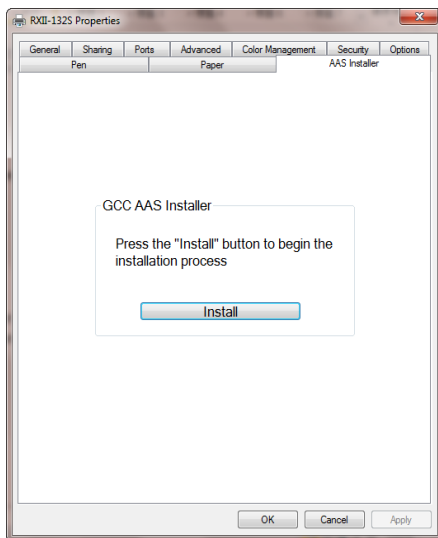 RXII-132S Properties
General Sharing Ports Advanced Color Management Security Options
Pen Paper AAS Installer
GCC AAS Installer
Press the "Install" button to begin the
installation process
Install
OK Cancel Apply